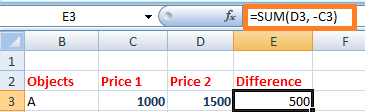 E3 fx =SUM(D3, -C3)
B C D E F
1
2 Objects Price 1 Price 2 Difference
3 A 1000 1500 500